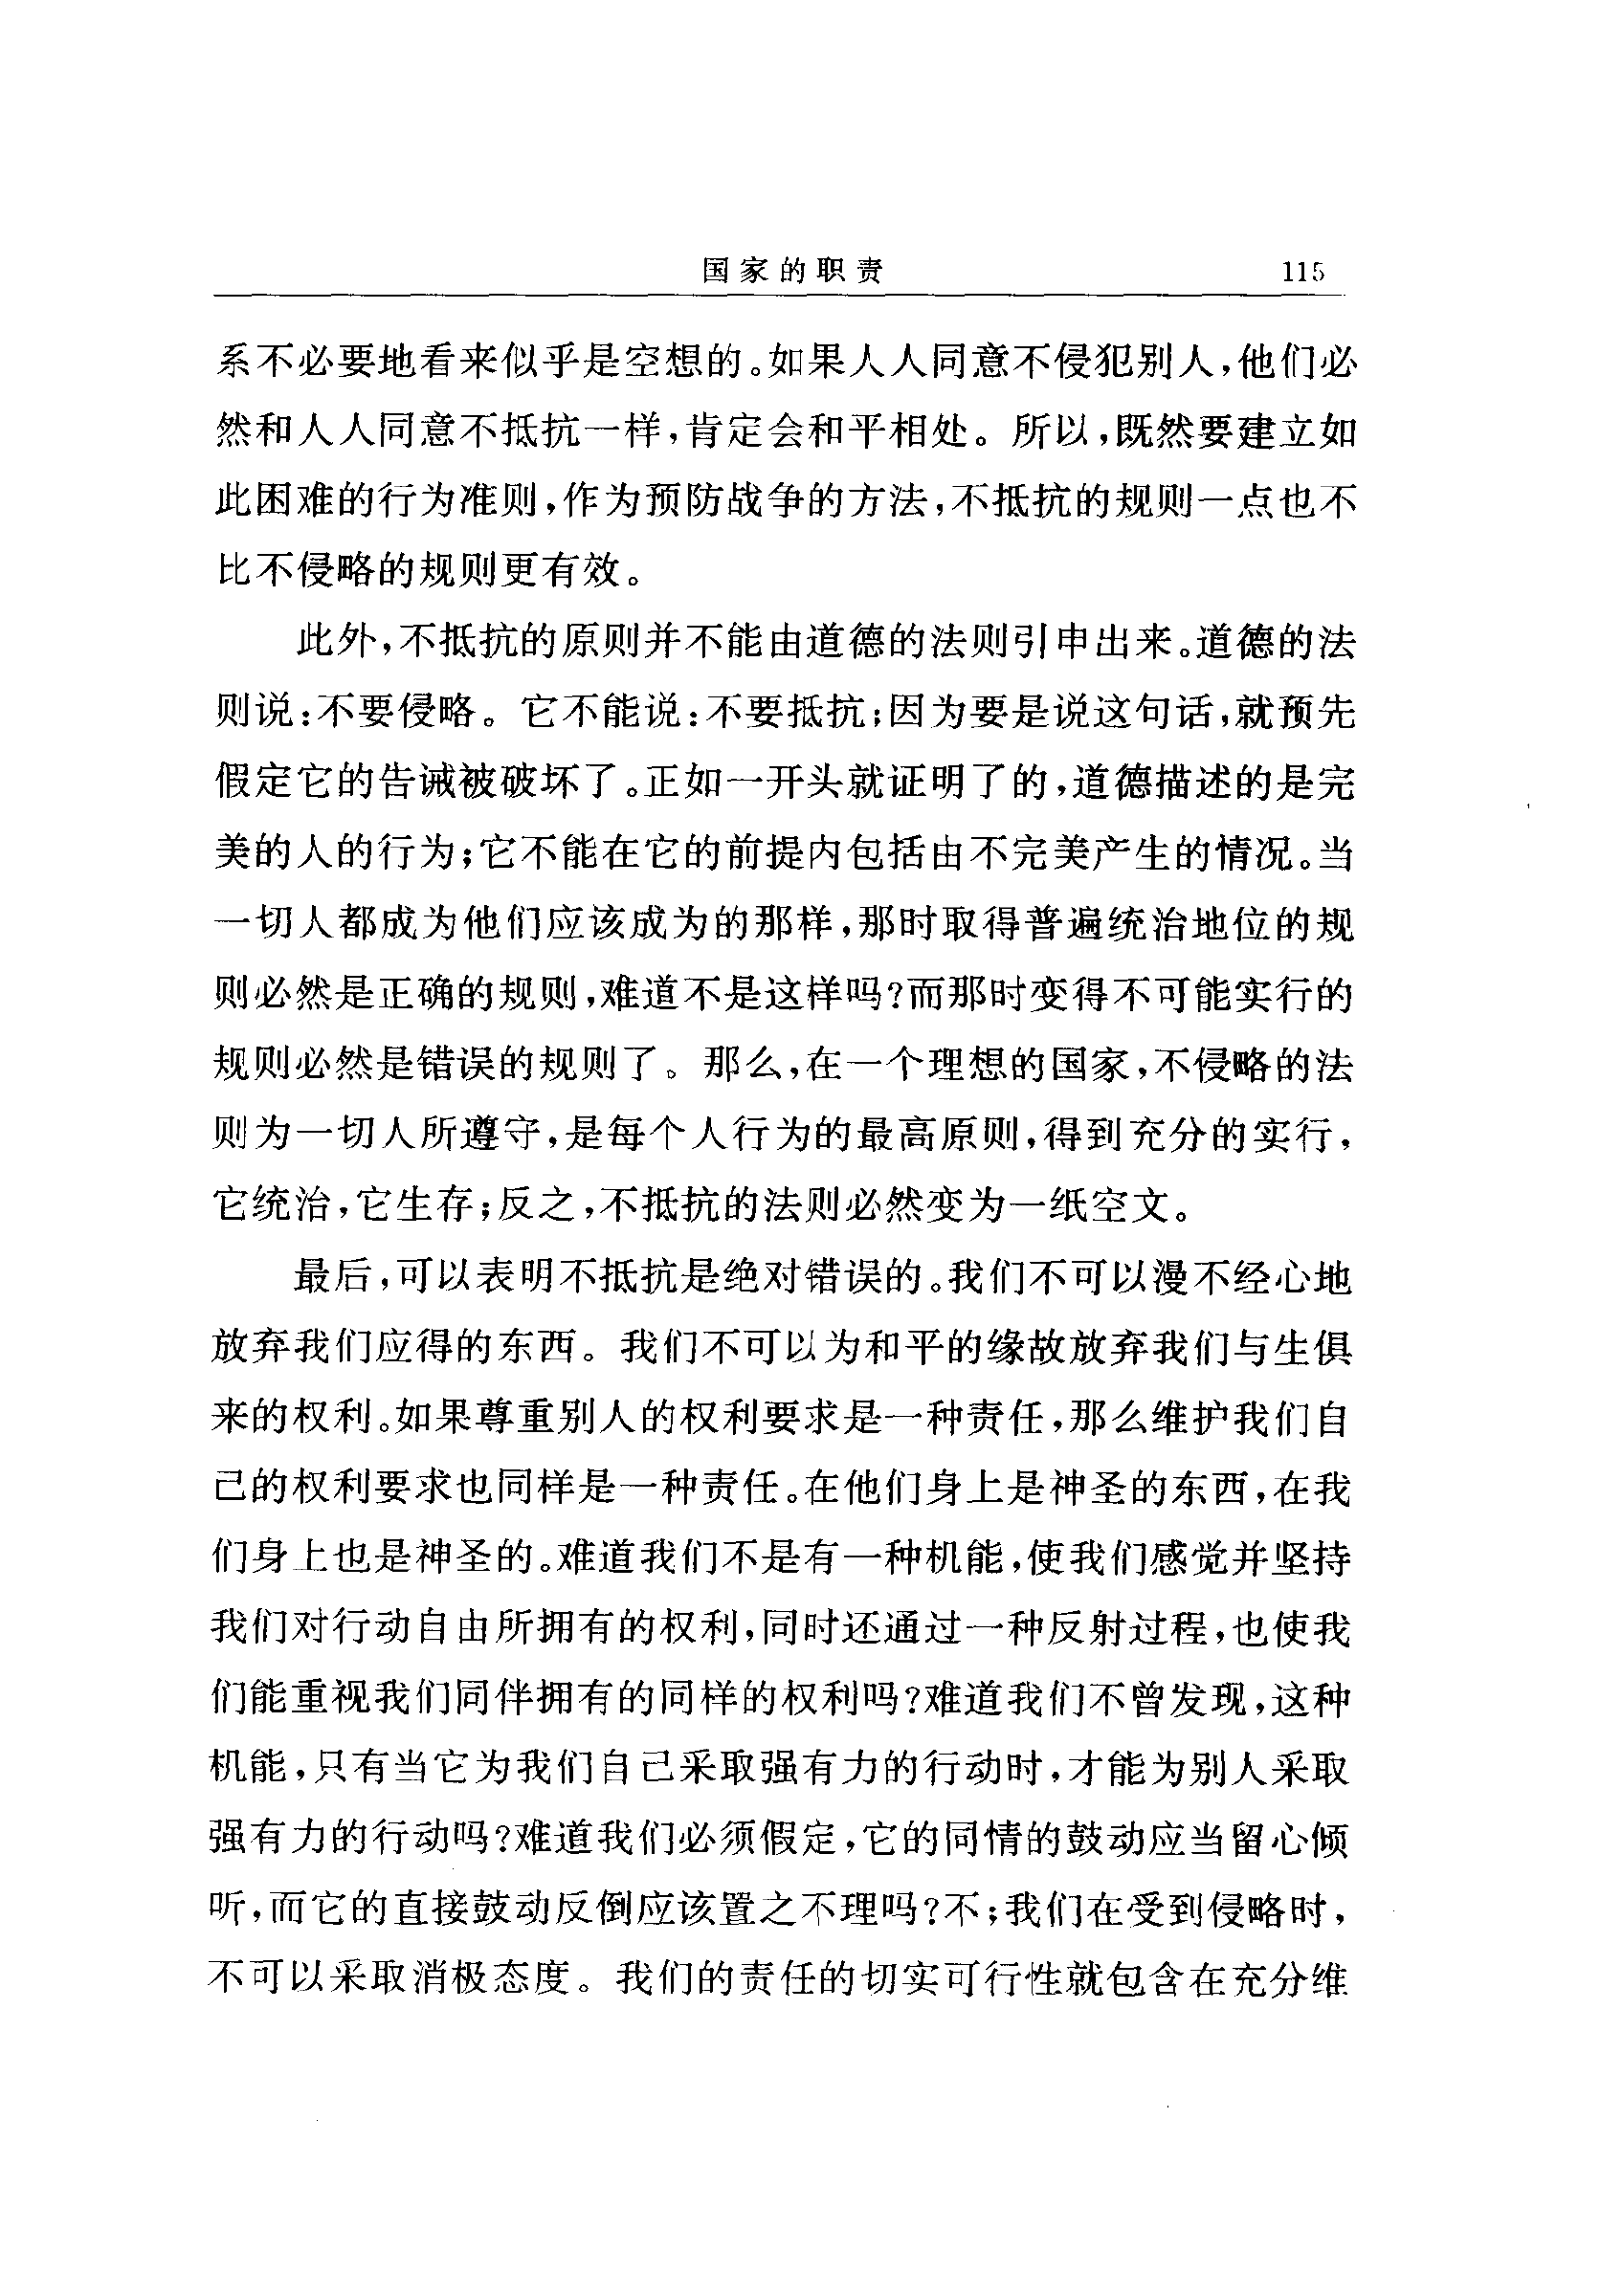 国家的职责 115
系不必要地看来似乎是空想的。如果人人同意不侵犯别人，他们必
然和人人同意不抵抗一样，肯定会和平相处。所以，既然要建立如
此困难的行为准则，作为预防战争的方法，不抵抗的规则一点也不
比不侵略的规则更有效。
此外，不抵抗的原则并不能由道德的法则引申出来。道德的法
则说：不要侵略。它不能说：不要抵抗；因为要是说这句话，就预先
假定它的告诫被破坏了。正如一开头就证明了的，道德描述的是完
美的人的行为；它不能在它的前提内包括由不完美产生的情况。当
一切人都成为他们应该成为的那样，那时取得普遍统治地位的规
则必然是正确的规则，难道不是这样吗？而那时变得不可能实行的
规则必然是错误的规则了。那么，在一个理想的国家，不侵略的法
则为一切人所遵守，是每个人行为的最高原则，得到充分的实行，
它统治，它生存；反之，不抵抗的法则必然变为一纸空文。
最后，可以表明不抵抗是绝对错误的。我们不可以漫不经心地
放弃我们应得的东西。我们不可以为和平的缘故放弃我们与生俱
来的权利。如果尊重别人的权利要求是一种责任，那么维护我们自
己的权利要求也同样是一种责任。在他们身上是神圣的东西，在我
们身上也是神圣的。难道我们不是有一种机能，使我们感觉并坚持
我们对行动自由所拥有的权利，同时还通过一种反射过程，也使我
们能重视我们同伴拥有的同样的权利吗？难道我们不曾发现，这种
机能，只有当它为我们自己采取强有力的行动时，才能为别人采取
强有力的行动吗？难道我们必须假定，它的同情的鼓动应当留心倾
听，而它的直接鼓动反倒应该置之不理吗？不；我们在受到侵略时，
不可以采取消极态度。我们的责任的切实可行性就包含在充分维